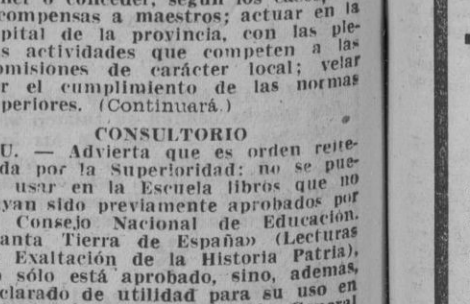 compensas a maestros; actuar en la
pital de la provincia, con las ple-
s actividades que competen a las
omisiones de carácter local; velar
r el cumplimiento de las normas
periores. (Continuará.)
CONSULTORIO
U. — Advierta que es orden reite-
da por la Superioridad: no se pue-
usar en la Escuela libros que no
yan sido previamente aprobados por
Consejo Nacional de Educación.
anta Tierra de España» (Lecturas
Exaltación de la Historia Patria),
o sólo está aprobado, sino, además,
clarado de utilidad para su uso en